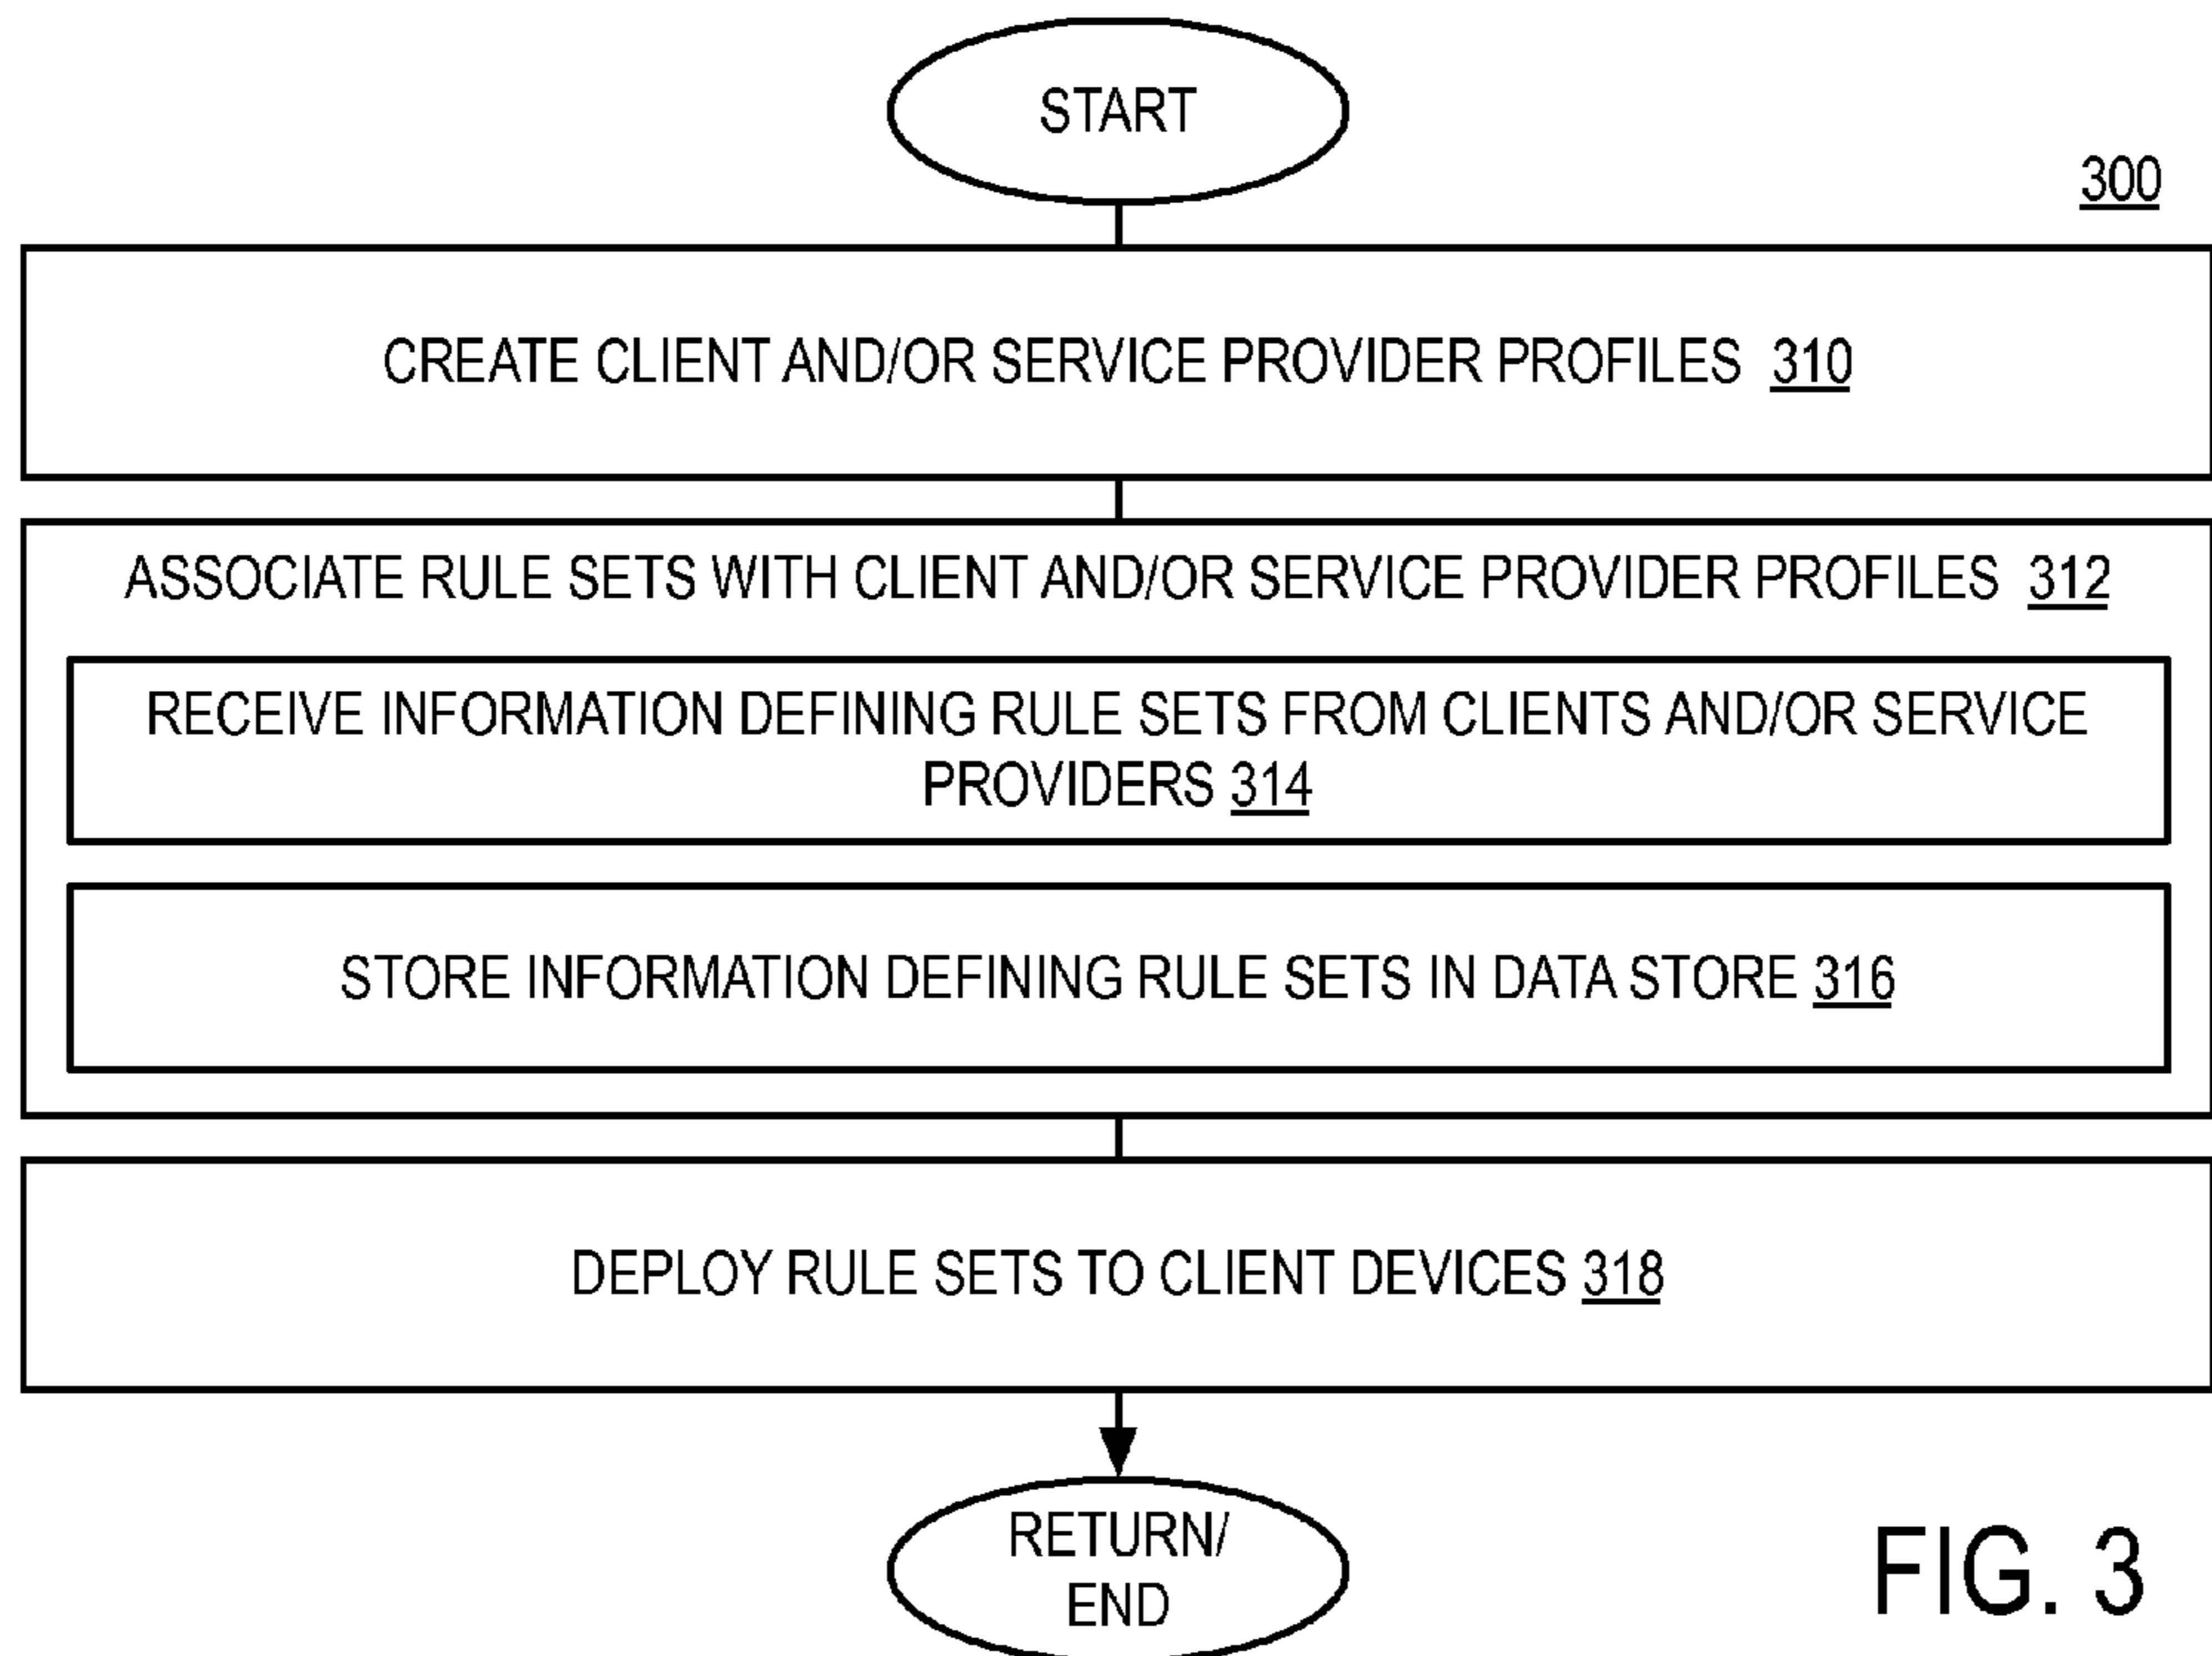 START
300
CREATE CLIENT AND/OR SERVICE PROVIDER PROFILES 310
ASSOCIATE RULE SETS WITH CLIENT AND/OR SERVICE PROVIDER PROFILES 312
RECEIVE INFORMATION DEFINING RULE SETS FROM CLIENTS AND/OR SERVICE
PROVIDERS 314
STORE INFORMATION DEFINING RULE SETS IN DATA STORE 316
DEPLOY RULE SETS TO CLIENT DEVICES 318
RETURN/
END
FIG. 3